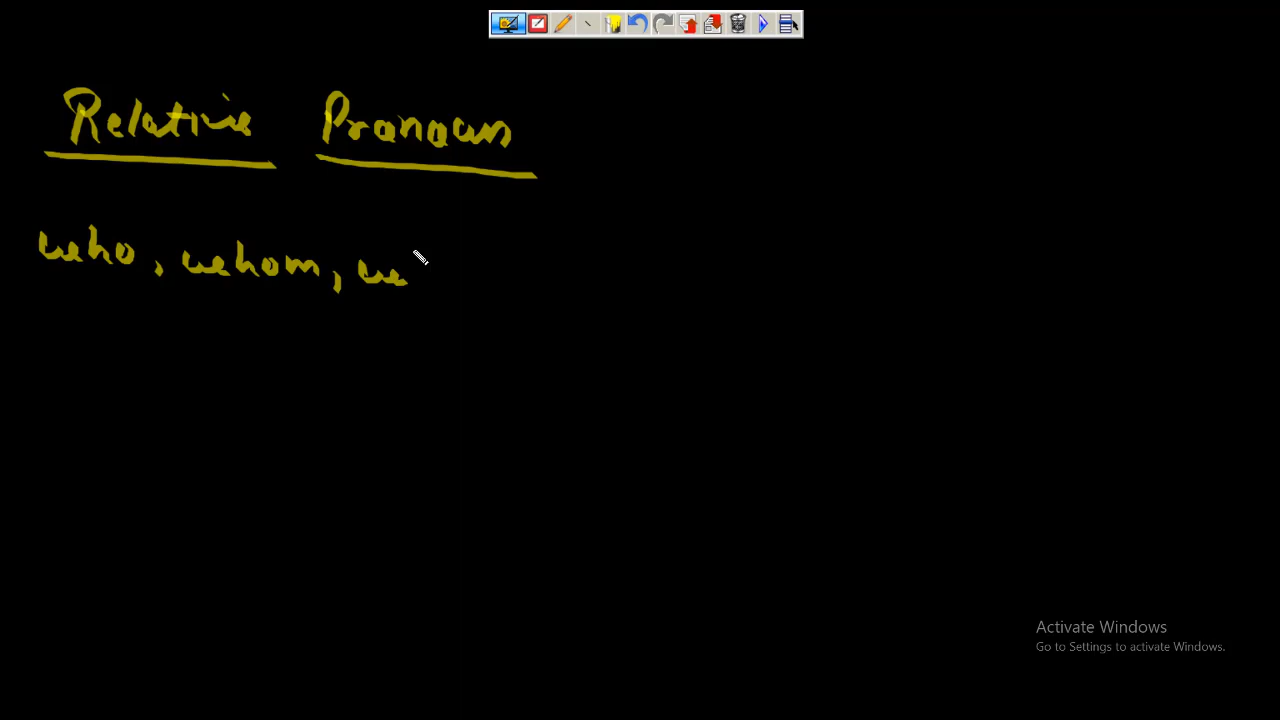 Relative Pronoun
who, whom, w
Activate Windows
Go to Settings to activate Windows.